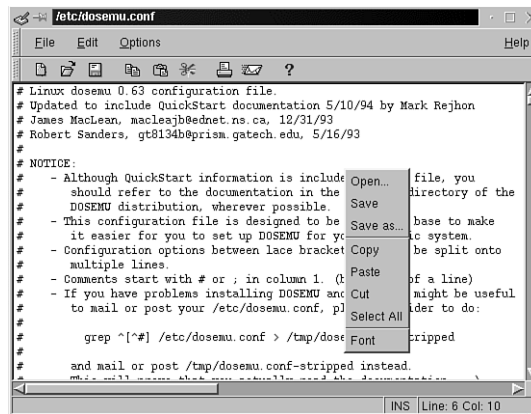 /etc/dosemu.conf
File Edit Options Help
?
# Linux dosemu 0.63 configuration file.
# Updated to include QuickStart documentation 5/10/94 by Mark Rejhon
# James MacLean, macleajb@ednet.ns.ca, 12/31/93
# Robert Sanders, gt8134b@prism.gatech.edu, 5/16/93
#
# NOTICE:
# - Although QuickStart information is include file, you
# should refer to the documentation in the directory of the
# DOSEMU distribution, wherever possible.
# - This configuration file is designed to be base to make
# it easier for you to set up DOSEMU for yo ic system.
# - Configuration options between lace bracket be split onto
# multiple lines.
# - Comments start with # or ; in column 1. (b of a line)
# - If you have problems installing DOSEMU an might be useful
# to mail or post your /etc/dosemu.conf, pl ider to do:
#
# grep ^[^#] /etc/dosemu.conf > /tmp/dose tripped
#
# and mail or post /tmp/dosemu.conf-stripped instead.
Open...
Save
Save as...
Copy
Paste
Cut
Select All
Font
INS Line: 6 Col: 10